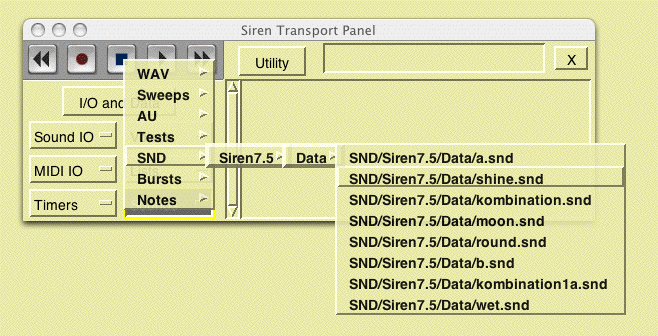 Siren Transport Panel
Utility
X
WAV
Sweeps
I/O and
AU
Tests
Sound IO
SND
Siren7.5
Data
SND/Siren7.5/Data/a.snd
MIDI IO
Bursts
SND/Siren7.5/Data/shine.snd
Timers
Notes
SND/Siren7.5/Data/kombination.snd
SND/Siren7.5/Data/moon.snd
SND/Siren7.5/Data/round.snd
SND/Siren7.5/Data/b.snd
SND/Siren7.5/Data/kombination1a.snd
SND/Siren7.5/Data/wet.snd